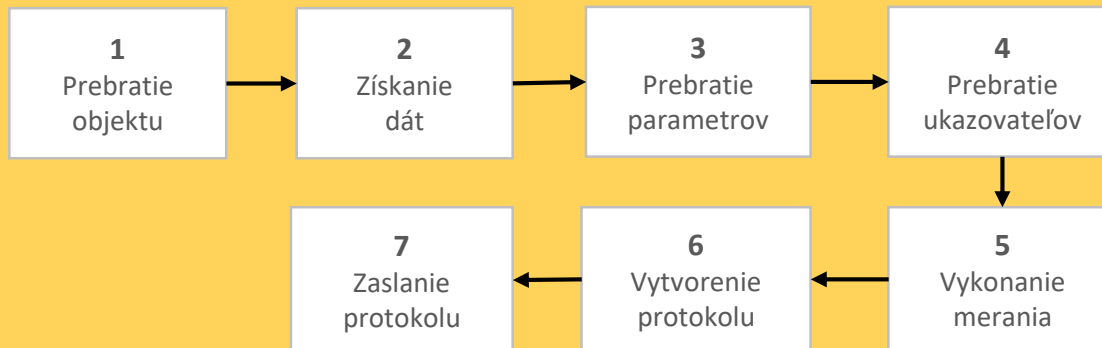 1
Prebratie
objektu
2
Získanie
dát
3
Prebratie
parametrov
4
Prebratie
ukazovateľov
5
Vykonanie
merania
6
Vytvorenie
protokolu
7
Zaslanie
protokolu